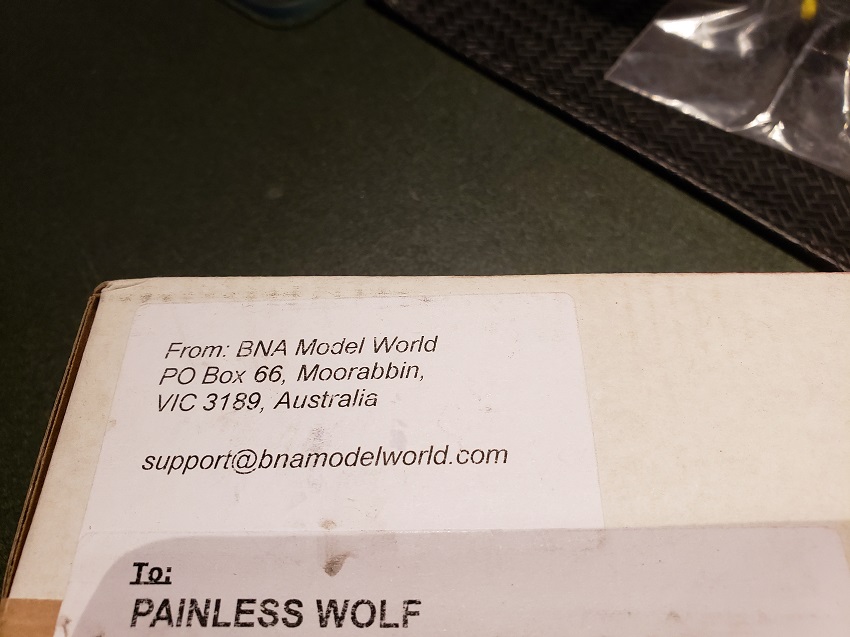 From: BNA Model World
PO Box 66, Moorabbin,
VIC 3189, Australia
support@bnamodelworld.com
To:
PAINLESS WOLF